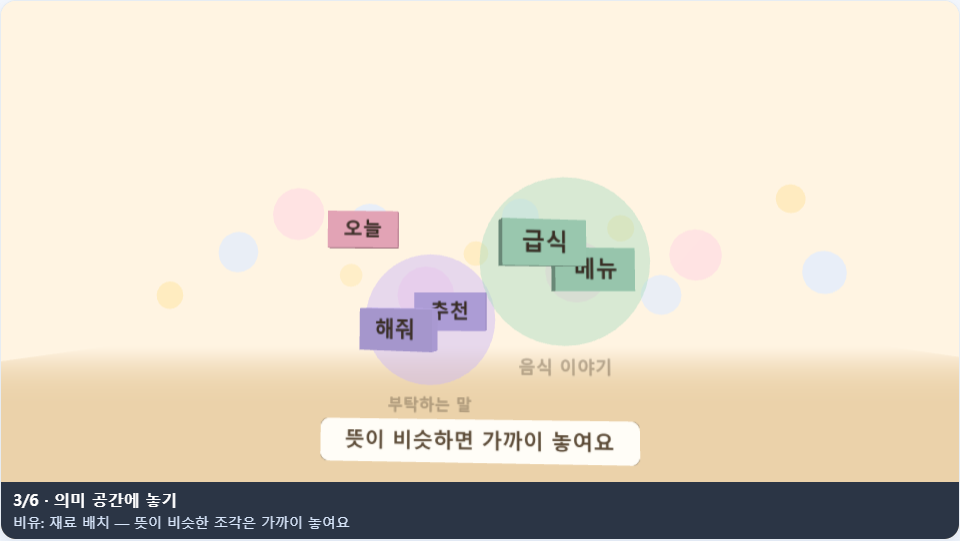 오늘
급식
메뉴
추천
해줘
음식 이야기
부탁하는 말
뜻이 비슷하면 가까이 놓여요
3/6 · 의미 공간에 놓기
비유: 재료 배치 — 뜻이 비슷한 조각은 가까이 놓여요